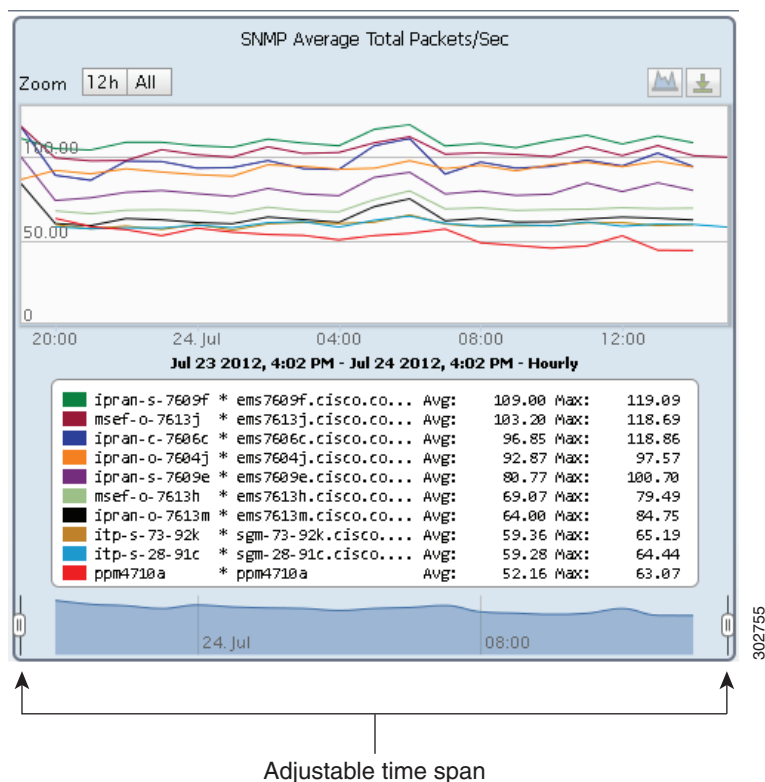 SNMP Average Total Packets/Sec
Zoom 12h All
100.00
50.00
0
20:00 24. Jul 04:00 08:00 12:00
Jul 23 2012, 4:02 PM - Jul 24 2012, 4:02 PM - Hourly
ipran-s-7609f * ems7609f.cisco.co... Avg: 109.00 Max: 119.09
msef-o-7613j * ems7613j.cisco.co... Avg: 103.20 Max: 118.69
ipran-c-7606c * ems7606c.cisco.co... Avg: 96.85 Max: 118.86
ipran-o-7604j * ems7604j.cisco.co... Avg: 92.87 Max: 97.57
ipran-s-7609e * ems7609e.cisco.co... Avg: 80.77 Max: 100.70
msef-o-7613h * ems7613h.cisco.co... Avg: 69.07 Max: 79.49
ipran-o-7613m * ems7613m.cisco.co... Avg: 64.00 Max: 84.75
itp-s-73-92k * sgm-73-92k.cisco.... Avg: 59.36 Max: 65.19
itp-s-28-91c * sgm-28-91c.cisco.... Avg: 59.28 Max: 64.44
ppm4710a * ppm4710a Avg: 52.16 Max: 63.07
24. Jul 08:00
302755
Adjustable time span